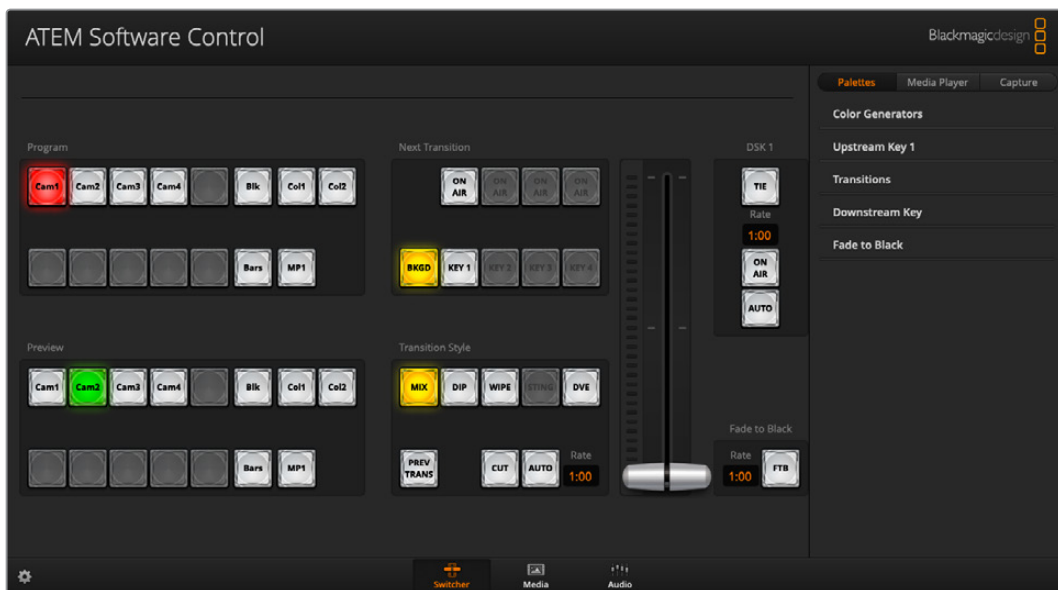 ATEM Software Control
Blackmagicdesign
Palettes Media Player Capture
Color Generators
Upstream Key 1
Transitions
Downstream Key
Fade to Black
Program
Cam1 Cam2 Cam3 Cam4 Blk Col1 Col2
Bars MP1
Next Transition
ON AIR ON AIR ON AIR ON AIR
BKGD KEY 1 KEY 2 KEY 3 KEY 4
DSK 1
TIE
Rate
1:00
ON AIR
AUTO
Preview
Cam1 Cam2 Cam3 Cam4 Blk Col1 Col2
Bars MP1
Transition Style
MIX DIP WIPE STING DVE
PREV TRANS CUT AUTO Rate 1:00
Fade to Black
Rate
1:00 FTB
Switcher Media Audio